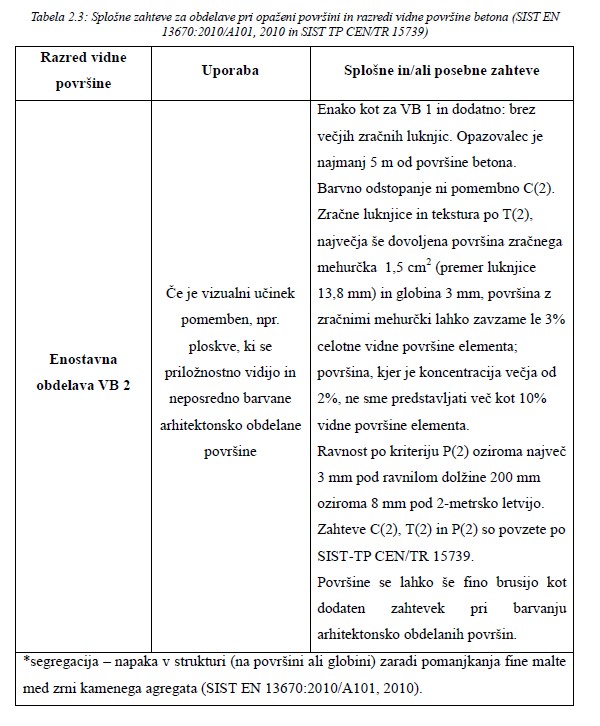 Tabela 2.3: Splošne zahteve za obdelave pri opaženi površini in razredi vidne površine betona (SIST EN
13670:2010/A101, 2010 in SIST TP CEN/TR 15739)
Razred vidne
površine
Uporaba
Splošne in/ali posebne zahteve
Enostavna
obdelava VB 2
Če je vizualni učinek
pomemben, npr.
ploskve, ki se
priložnostno vidijo in
neposredno barvane
arhitektonsko obdelane
površine
Enako kot za VB 1 in dodatno: brez
večjih zračnih luknjic. Opazovalec je
najmanj 5 m od površine betona.
Barvno odstopanje ni pomembno C(2).
Zračne luknjice in tekstura po T(2),
največja še dovoljena površina zračnega
mehurčka 1,5 cm² (premer luknjice
13,8 mm) in globina 3 mm, površina z
zračnimi mehurčki lahko zavzame le 3%
celotne vidne površine elementa;
površina, kjer je koncentracija večja od
2%, ne sme predstavljati več kot 10%
vidne površine elementa.
Ravnost po kriteriju P(2) oziroma največ
3 mm pod ravnilom dolžine 200 mm
oziroma 8 mm pod 2-metrsko letvijo.
Zahteve C(2), T(2) in P(2) so povzete po
SIST-TP CEN/TR 15739.
Površine se lahko še fino brusijo kot
dodaten zahtevek pri barvanju
arhitektonsko obdelanih površin.
*segregacija – napaka v strukturi (na površini ali globini) zaradi pomanjkanja fine malte
med zrni kamenega agregata (SIST EN 13670:2010/A101, 2010).